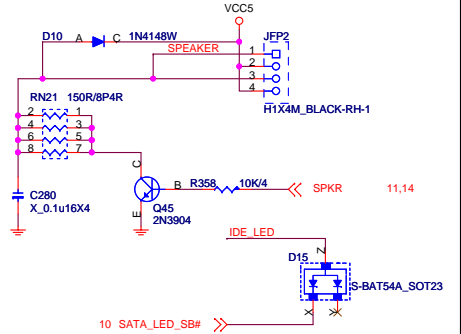 VCC5
D10 A C 1N4148W
SPEAKER
JFP2
1
2
3
4
H1X4M_BLACK-RH-1
RN21 150R/8P4R
2 1
4 3
6 5
8 7
C280
X_0.1u16X4
C
B
E
Q45
2N3904
R358 10K/4
SPKR 11,14
IDE_LED
D15
Z
S-BAT54A_SOT23
X
Y
10 SATA_LED_SB#